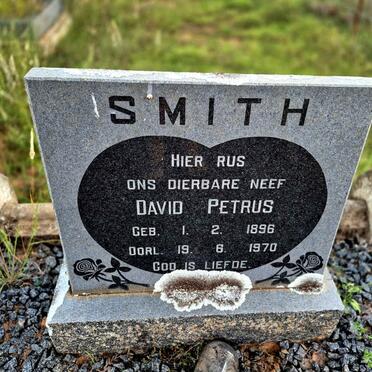 SMITH
HIER RUS
ONS DIERBARE NEEF
DAVID PETRUS
GEB. 1. 2. 1896
OORL. 19. 6. 1970
GOD IS LIEFDE